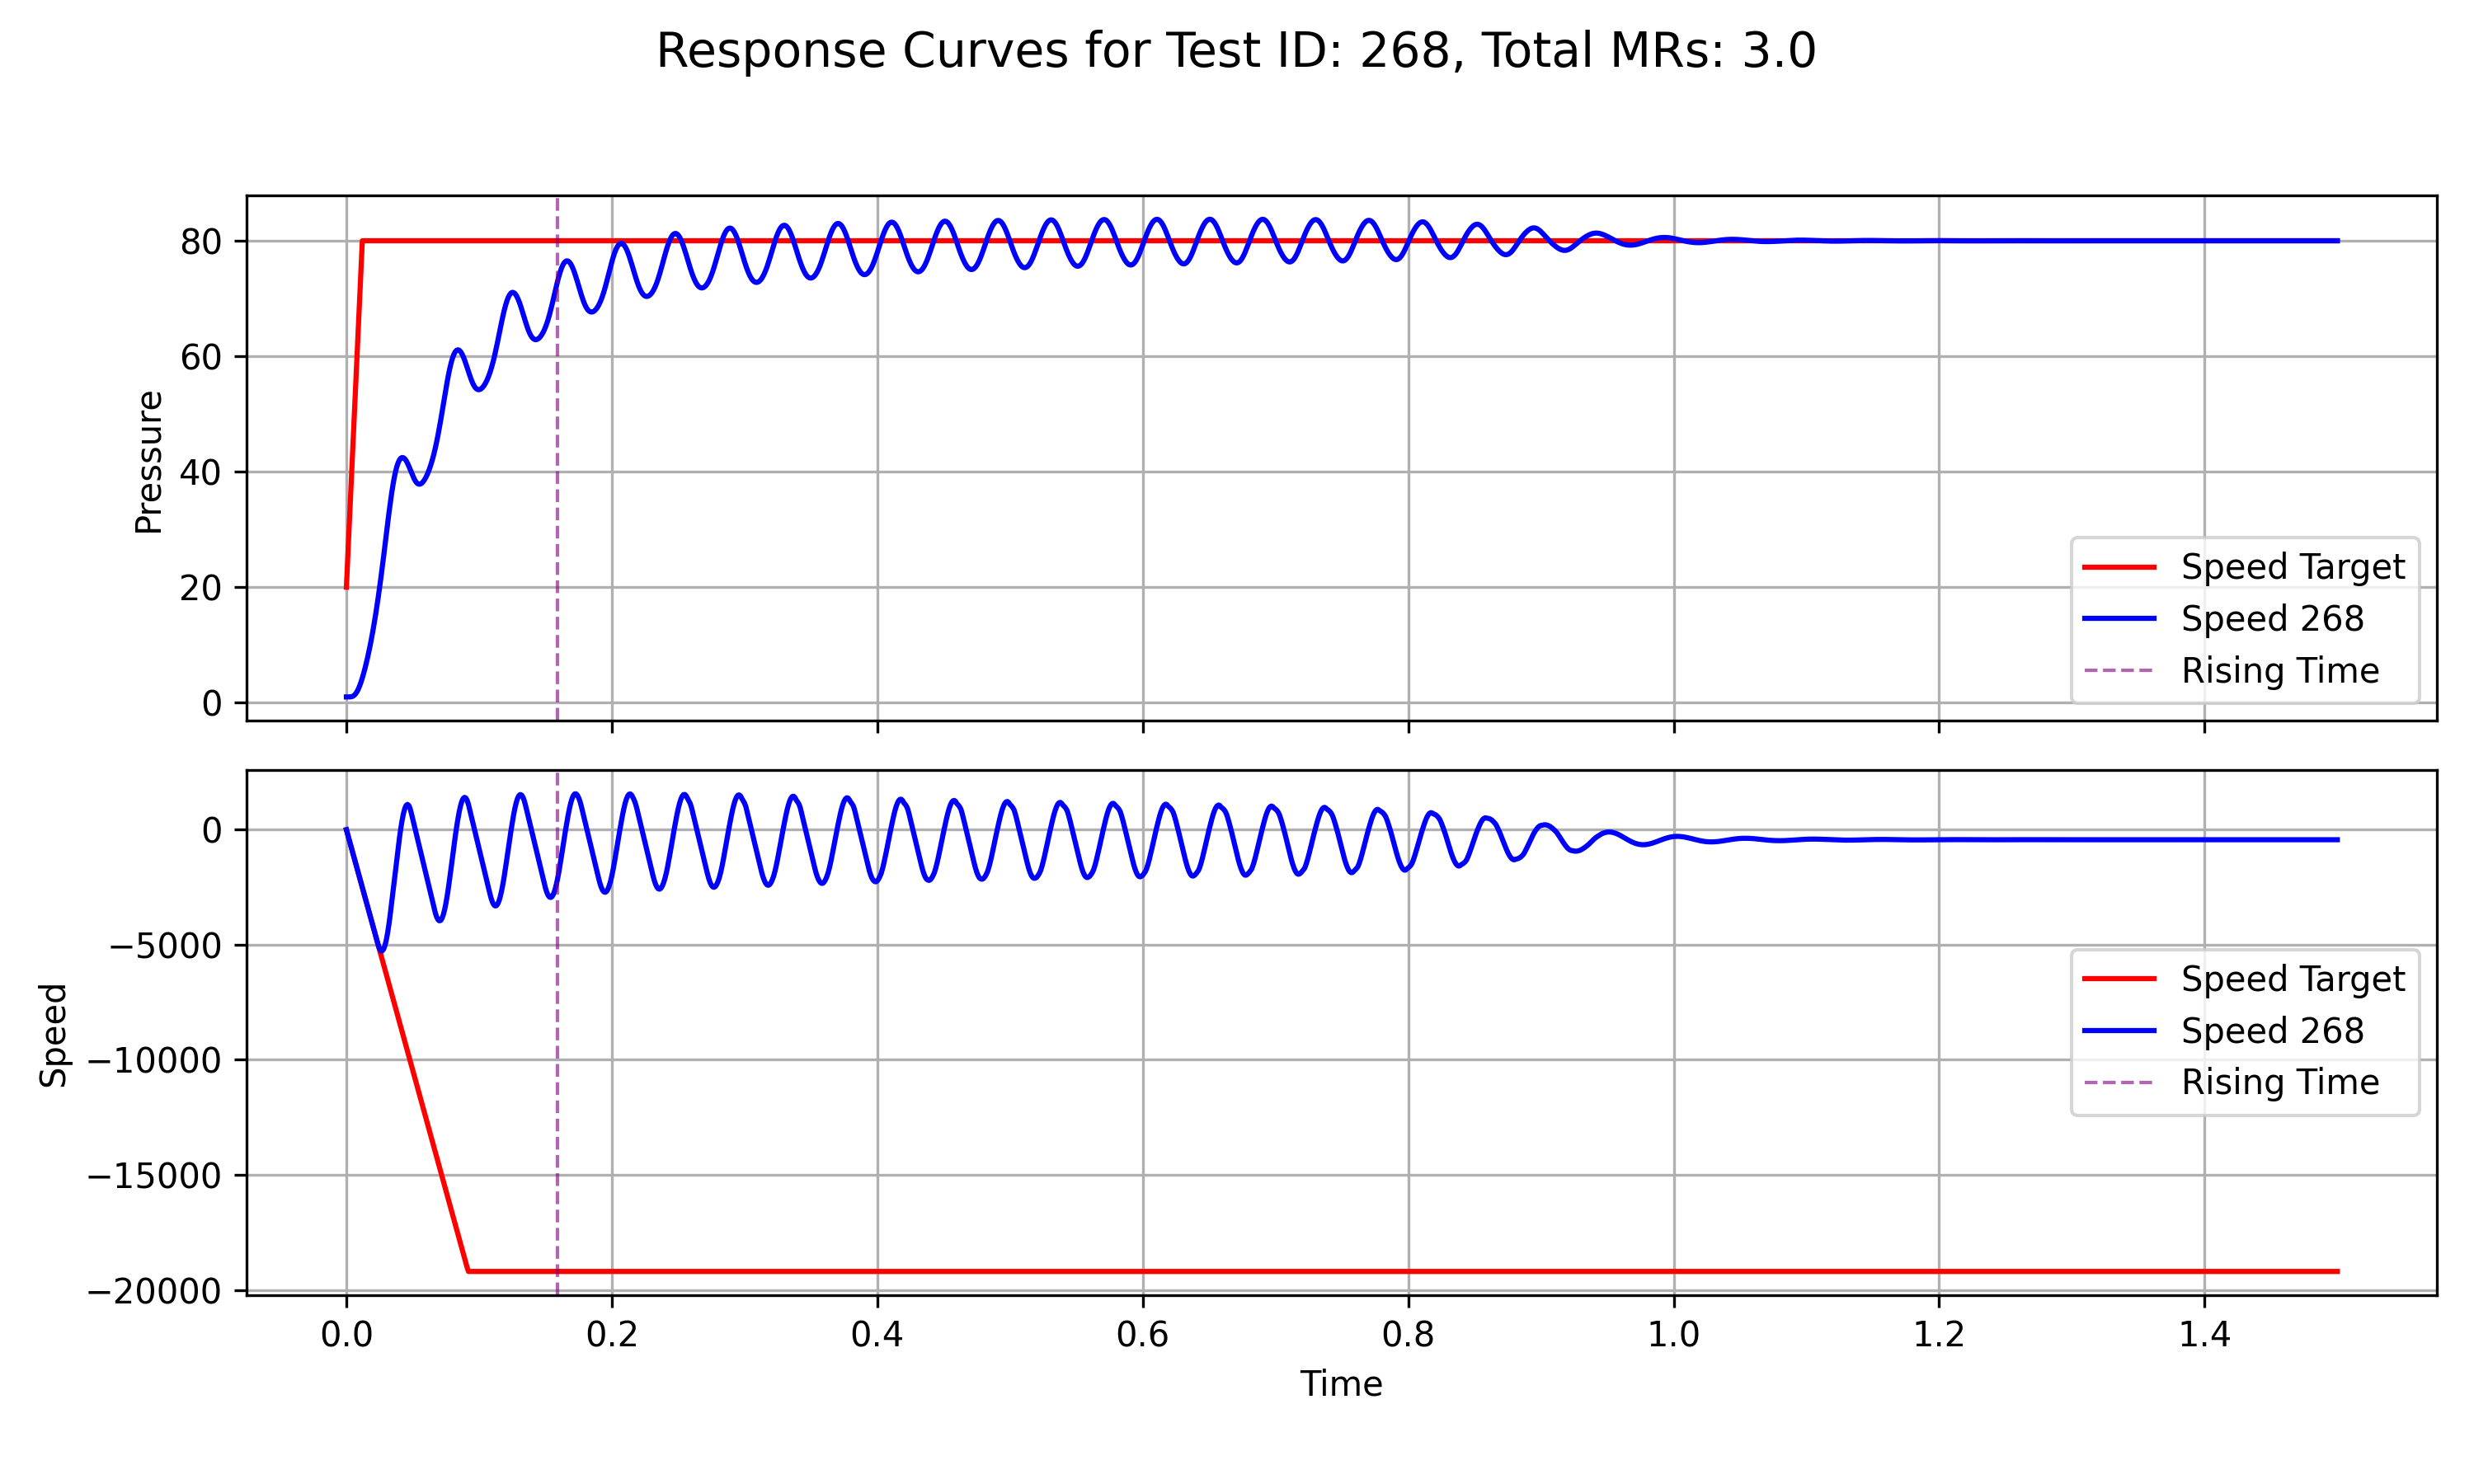 Response Curves for Test ID: 268, Total MRs: 3.0
80
60
40
20
0
Pressure
Speed Target
Speed 268
Rising Time
0
−5000
−10000
−15000
−20000
Speed
Speed Target
Speed 268
Rising Time
0.0 0.2 0.4 0.6 0.8 1.0 1.2 1.4
Time